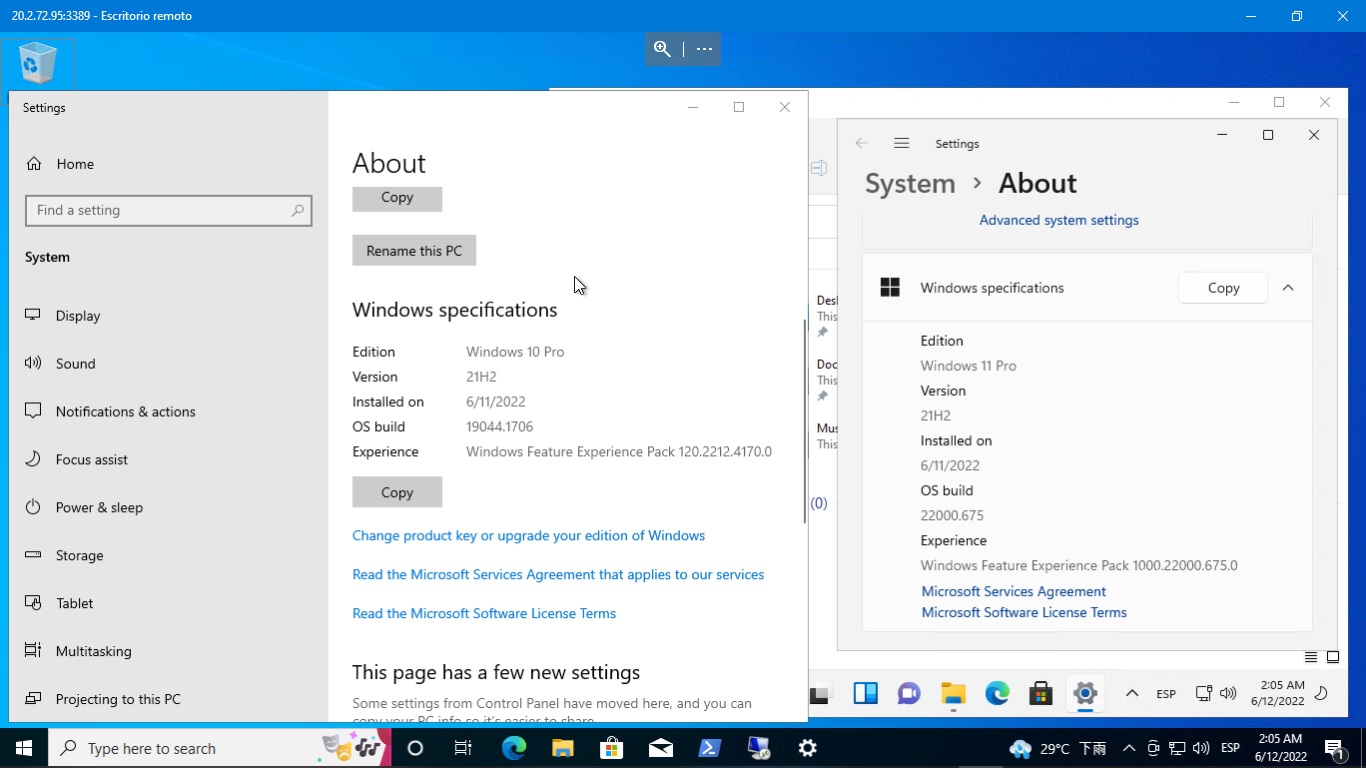 20.2.72.95:3389 - Escritorio remoto
Settings
Home
Find a setting
System
Display
Sound
Notifications & actions
Focus assist
Power & sleep
Storage
Tablet
Multitasking
Projecting to this PC
About
Copy
Rename this PC
Windows specifications
Edition Windows 10 Pro
Version 21H2
Installed on 6/11/2022
OS build 19044.1706
Experience Windows Feature Experience Pack 120.2212.4170.0
Copy
Change product key or upgrade your edition of Windows
Read the Microsoft Services Agreement that applies to our services
Read the Microsoft Software License Terms
This page has a few new settings
Some settings from Control Panel have moved here, and you can
copy your PC info so it's easier to share.
This
This
This
(0)
Settings
System > About
Advanced system settings
Windows specifications
Copy
Edition
Windows 11 Pro
Version
21H2
Installed on
6/11/2022
OS build
22000.675
Experience
Windows Feature Experience Pack 1000.22000.675.0
Microsoft Services Agreement
Microsoft Software License Terms
ESP
2:05 AM
6/12/2022
Type here to search
29°C 下雨
ESP
2:05 AM
6/12/2022
1